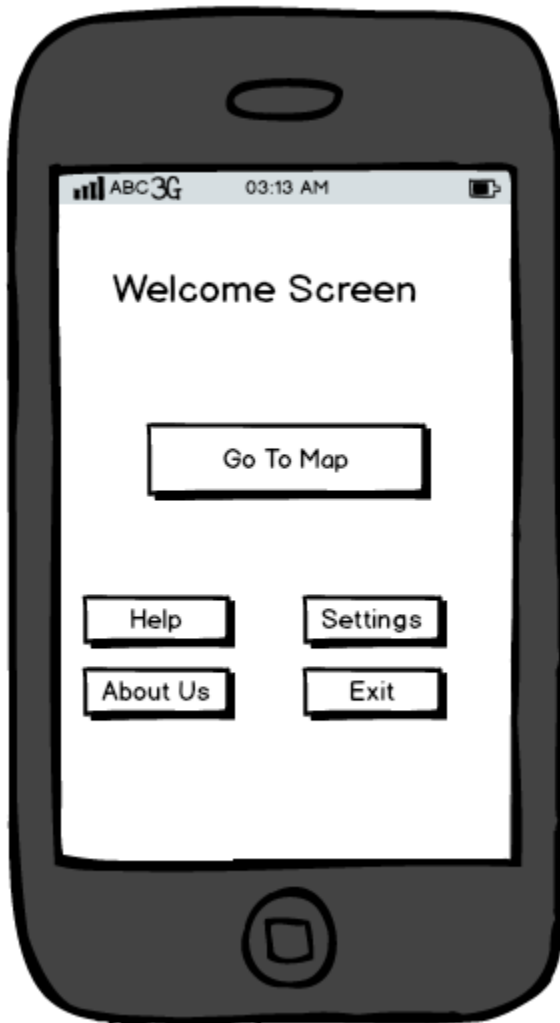 ABC 3G 03:13 AM
Welcome Screen
Go To Map
Help Settings
About Us Exit